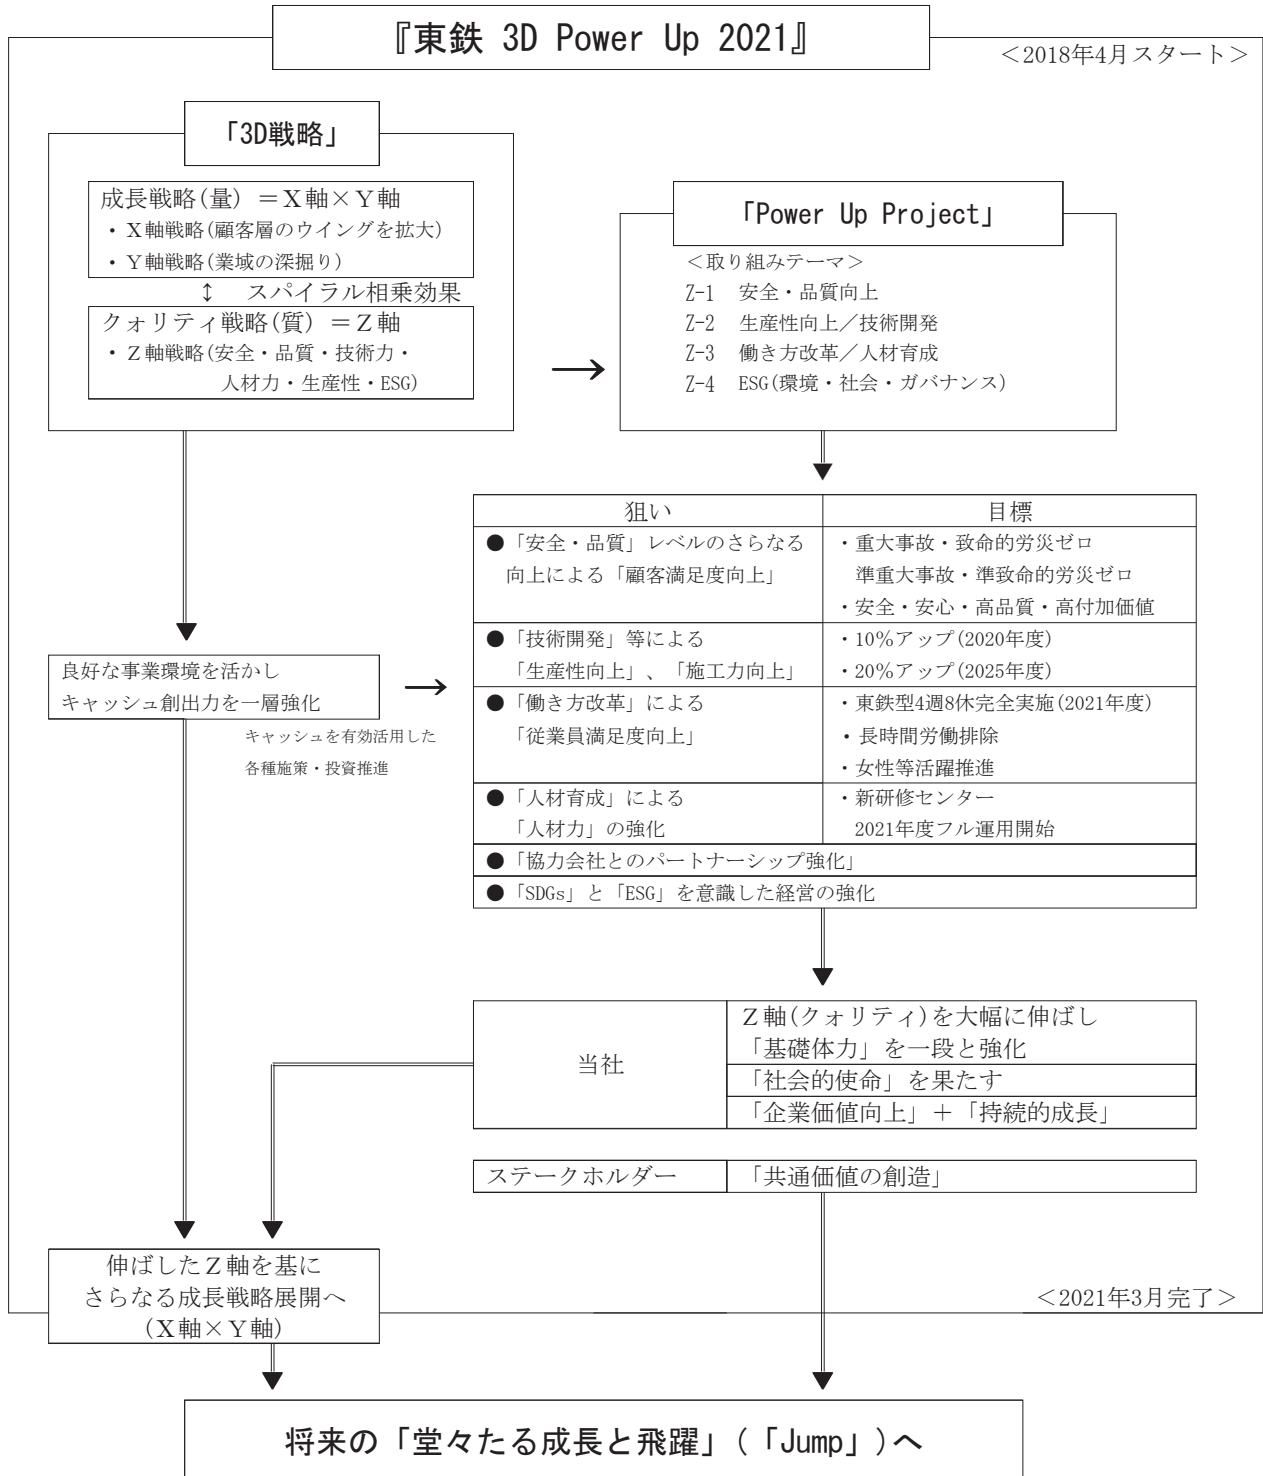 『東鉄 3D Power Up 2021』
＜2018年4月スタート＞
「3D戦略」
成長戦略(量) ＝Ｘ軸×Ｙ軸
・Ｘ軸戦略(顧客層のウイングを拡大)
・Ｙ軸戦略(業域の深掘り)
↕ スパイラル相乗効果
クォリティ戦略(質) ＝Ｚ軸
・Ｚ軸戦略(安全・品質・技術力・
人材力・生産性・ESG)
→
「Power Up Project」
＜取り組みテーマ＞
Z-1 安全・品質向上
Z-2 生産性向上／技術開発
Z-3 働き方改革／人材育成
Z-4 ESG(環境・社会・ガバナンス)
良好な事業環境を活かし
キャッシュ創出力を一層強化
→
キャッシュを有効活用した
各種施策・投資推進
狙い 目標
●「安全・品質」レベルのさらなる ・重大事故・致命的労災ゼロ
向上による「顧客満足度向上」 準重大事故・準致命的労災ゼロ
・安全・安心・高品質・高付加価値
●「技術開発」等による ・10％アップ(2020年度)
「生産性向上」、「施工力向上」 ・20％アップ(2025年度)
●「働き方改革」による ・東鉄型4週8休完全実施(2021年度)
「従業員満足度向上」 ・長時間労働排除
・女性等活躍推進
●「人材育成」による ・新研修センター
「人材力」の強化 2021年度フル運用開始
●「協力会社とのパートナーシップ強化」
●「SDGs」と「ESG」を意識した経営の強化
当社
Ｚ軸(クォリティ)を大幅に伸ばし
「基礎体力」を一段と強化
「社会的使命」を果たす
「企業価値向上」＋「持続的成長」
ステークホルダー 「共通価値の創造」
伸ばしたＺ軸を基に
さらなる成長戦略展開へ
(Ｘ軸×Ｙ軸)
＜2021年3月完了＞
将来の「堂々たる成長と飛躍」(「Jump」)へ